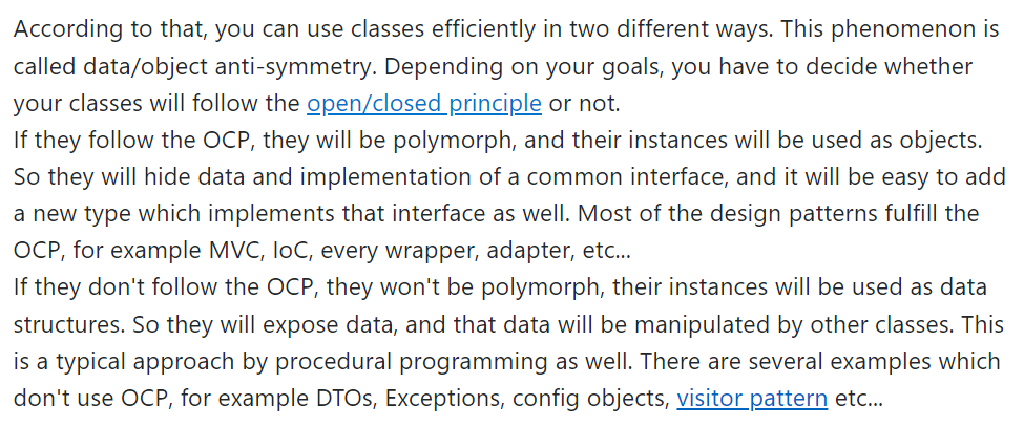 According to that, you can use classes efficiently in two different ways. This phenomenon is
called data/object anti-symmetry. Depending on your goals, you have to decide whether
your classes will follow the open/closed principle or not.
If they follow the OCP, they will be polymorph, and their instances will be used as objects.
So they will hide data and implementation of a common interface, and it will be easy to add
a new type which implements that interface as well. Most of the design patterns fulfill the
OCP, for example MVC, IoC, every wrapper, adapter, etc...
If they don't follow the OCP, they won't be polymorph, their instances will be used as data
structures. So they will expose data, and that data will be manipulated by other classes. This
is a typical approach by procedural programming as well. There are several examples which
don't use OCP, for example DTOs, Exceptions, config objects, visitor pattern etc...